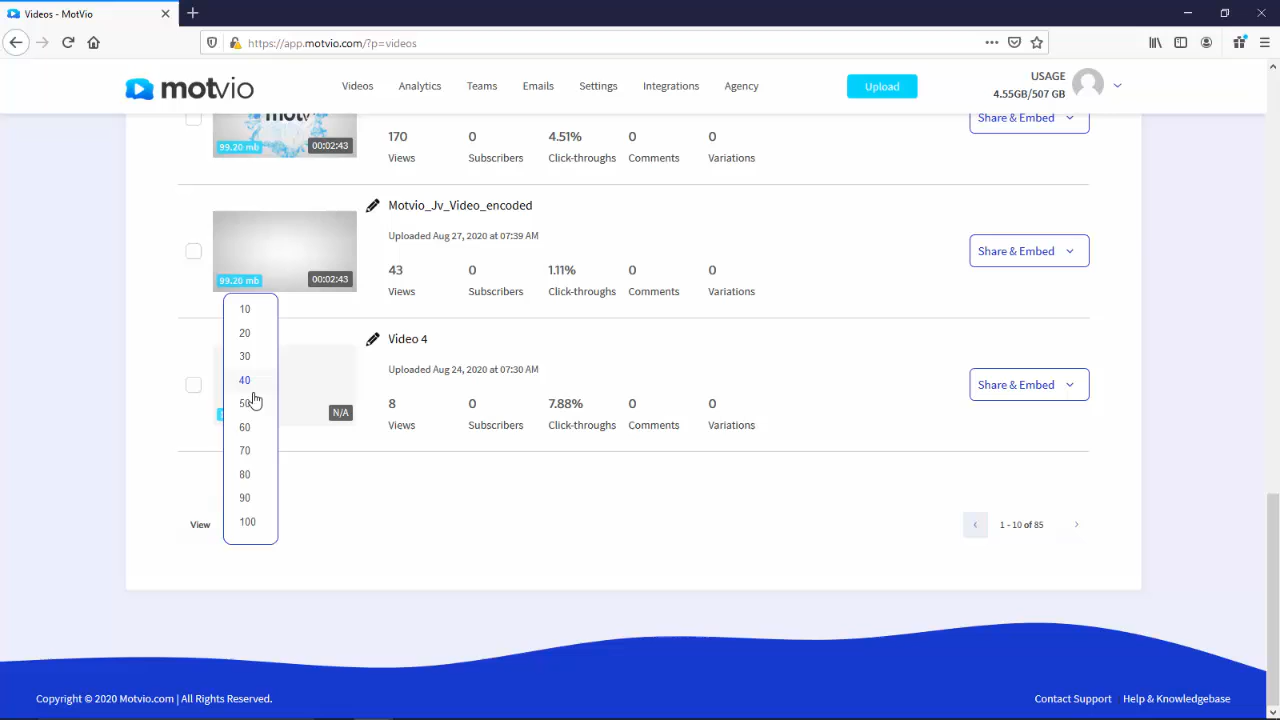 Videos - MotVio
https://app.motvio.com/?p=videos
motvio
Videos
Analytics
Teams
Emails
Settings
Integrations
Agency
Upload
USAGE
4.55GB/507 GB
99.20 mb
00:02:43
170
0
4.51%
0
0
Views
Subscribers
Click-throughs
Comments
Variations
Share & Embed
Motvio_Jv_Video_encoded
Uploaded Aug 27, 2020 at 07:39 AM
99.20 mb
00:02:43
43
0
1.11%
0
0
Views
Subscribers
Click-throughs
Comments
Variations
Share & Embed
Video 4
Uploaded Aug 24, 2020 at 07:30 AM
N/A
8
0
7.88%
0
0
Views
Subscribers
Click-throughs
Comments
Variations
Share & Embed
10
20
30
40
50
60
70
80
90
100
View
1 - 10 of 85
Copyright © 2020 Motvio.com | All Rights Reserved.
Contact Support
Help & Knowledgebase